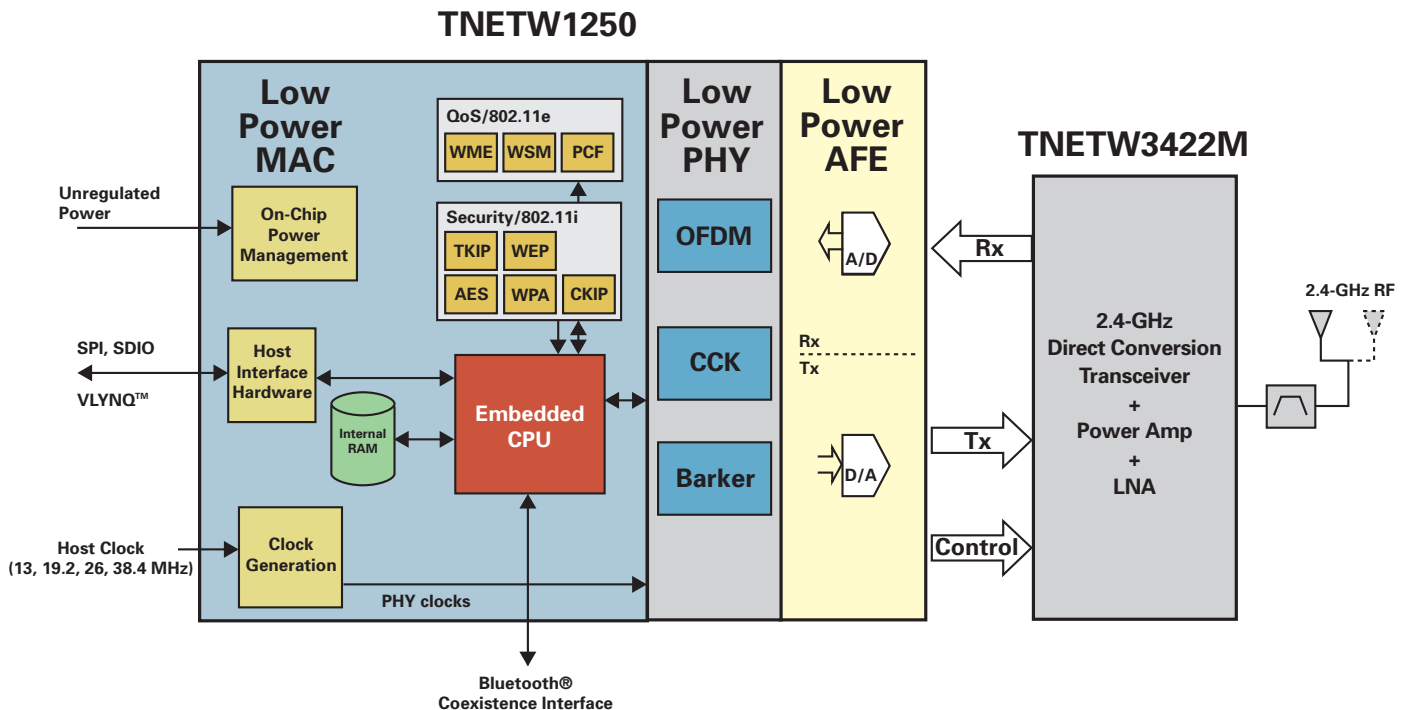 TNETW1250
Low
Power
MAC
QoS/802.11e
WME WSM PCF
Security/802.11i
TKIP WEP
AES WPA CKIP
Unregulated
Power
On-Chip
Power
Management
SPI, SDIO
VLYNQ™
Host
Interface
Hardware
Internal
RAM
Embedded
CPU
Host Clock
(13, 19.2, 26, 38.4 MHz)
Clock
Generation
PHY clocks
Bluetooth®
Coexistence Interface
Low
Power
PHY
OFDM
CCK
Barker
Low
Power
AFE
A/D
Rx
Tx
D/A
Rx
Tx
Control
TNETW3422M
2.4-GHz
Direct Conversion
Transceiver
+
Power Amp
+
LNA
2.4-GHz RF